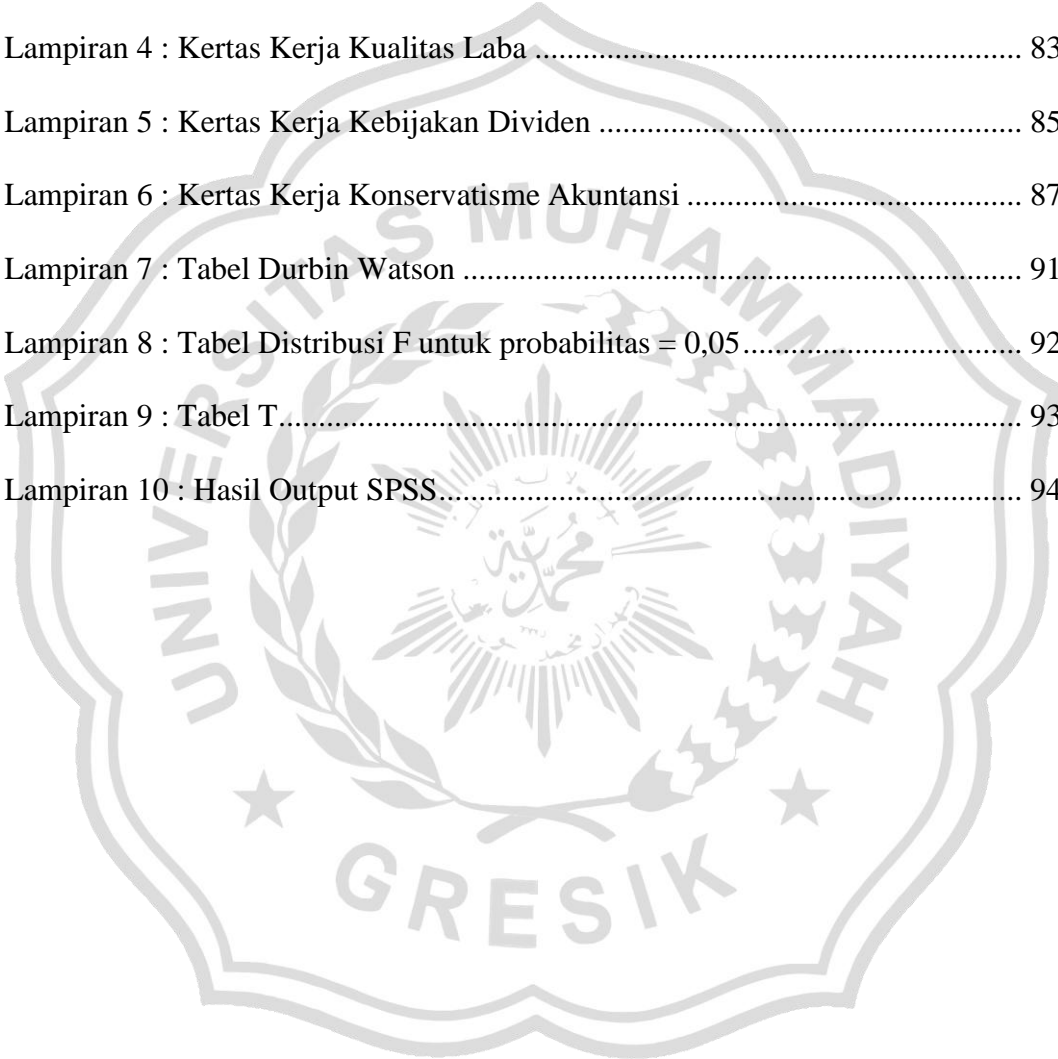 Lampiran 4 : Kertas Kerja Kualitas Laba ................................................... 83
Lampiran 5 : Kertas Kerja Kebijakan Dividen ............................................ 85
Lampiran 6 : Kertas Kerja Konservatisme Akuntansi ................................... 87
Lampiran 7 : Tabel Durbin Watson ........................................................... 91
Lampiran 8 : Tabel Distribusi F untuk probabilitas = 0,05.............................. 92
Lampiran 9 : Tabel T............................................................................... 93
Lampiran 10 : Hasil Output SPSS.............................................................. 94
UNIVERSITAS MUHAMMADIYAH
GRESIK